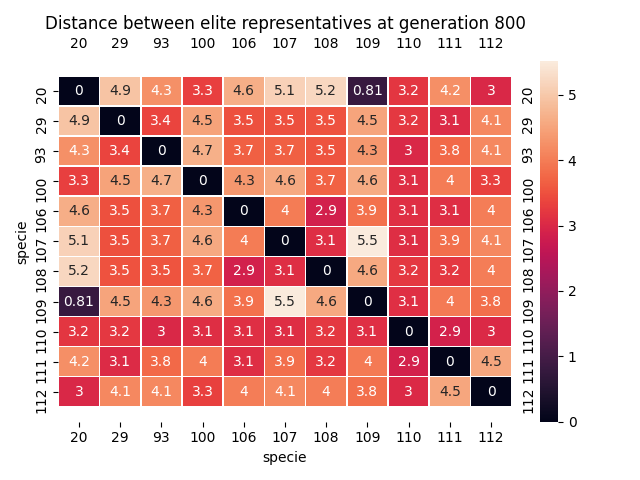 Distance between elite representatives at generation 800
20 29 93 100 106 107 108 109 110 111 112
20 0 4.9 4.3 3.3 4.6 5.1 5.2 0.81 3.2 4.2 3 20
29 4.9 0 3.4 4.5 3.5 3.5 3.5 4.5 3.2 3.1 4.1 29
93 4.3 3.4 0 4.7 3.7 3.7 3.5 4.3 3 3.8 4.1 93
100 3.3 4.5 4.7 0 4.3 4.6 3.7 4.6 3.1 4 3.3 100
106 4.6 3.5 3.7 4.3 0 4 2.9 3.9 3.1 3.1 4 106
107 5.1 3.5 3.7 4.6 4 0 3.1 5.5 3.1 3.9 4.1 107
108 5.2 3.5 3.5 3.7 2.9 3.1 0 4.6 3.2 3.2 4 108
109 0.81 4.5 4.3 4.6 3.9 5.5 4.6 0 3.1 4 3.8 109
110 3.2 3.2 3 3.1 3.1 3.1 3.2 3.1 0 2.9 3 110
111 4.2 3.1 3.8 4 3.1 3.9 3.2 4 2.9 0 4.5 111
112 3 4.1 4.1 3.3 4 4.1 4 3.8 3 4.5 0 112
20 29 93 100 106 107 108 109 110 111 112
specie
specie
5
4
3
2
1
0